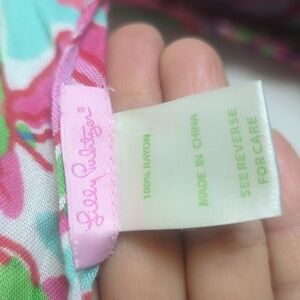 Lilly Pulitzer®
100% RAYON
MADE IN CHINA
SEE REVERSE
FOR CARE